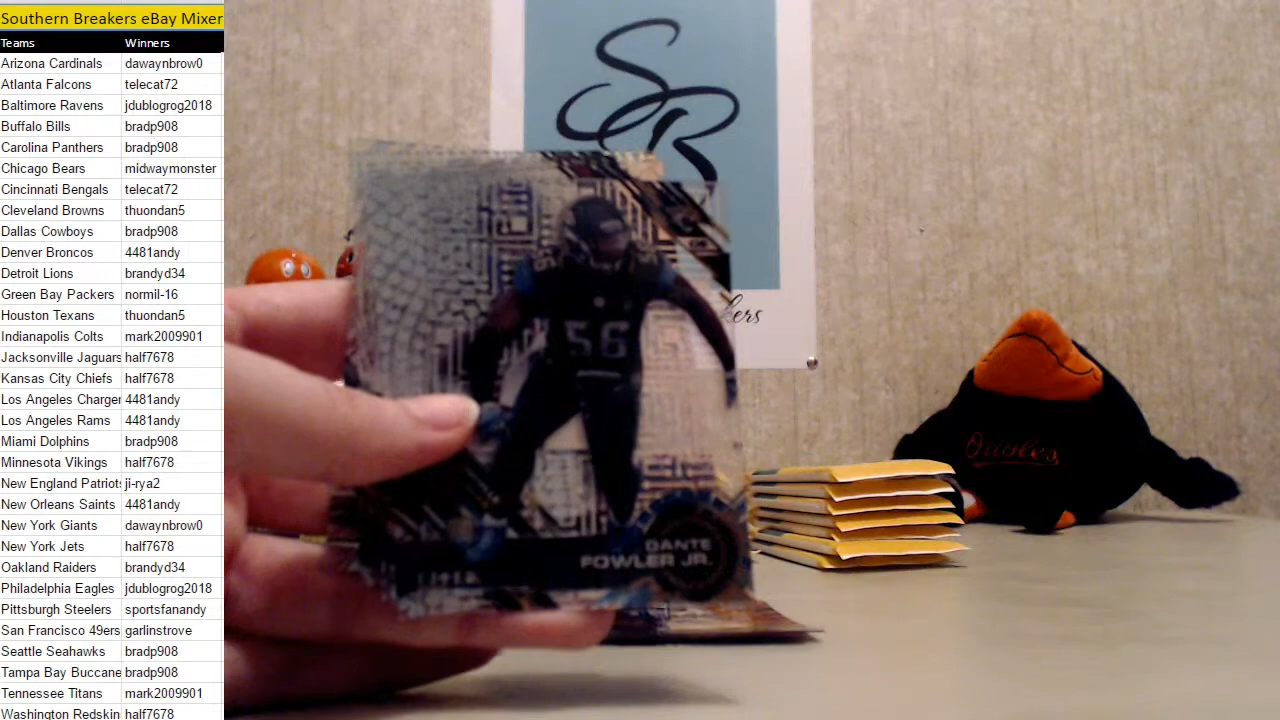 Southern Breakers eBay Mixer
Teams Winners
Arizona Cardinals dawaynbrow0
Atlanta Falcons telecat72
Baltimore Ravens jdublogrog2018
Buffalo Bills bradp908
Carolina Panthers bradp908
Chicago Bears midwaymonster
Cincinnati Bengals telecat72
Cleveland Browns thuondan5
Dallas Cowboys bradp908
Denver Broncos 4481andy
Detroit Lions brandyd34
Green Bay Packers normil-16
Houston Texans thuondan5
Indianapolis Colts mark2009901
Jacksonville Jaguars half7678
Kansas City Chiefs half7678
Los Angeles Charger 4481andy
Los Angeles Rams 4481andy
Miami Dolphins bradp908
Minnesota Vikings half7678
New England Patriots ji-rya2
New Orleans Saints 4481andy
New York Giants dawaynbrow0
New York Jets half7678
Oakland Raiders brandyd34
Philadelphia Eagles jdublogrog2018
Pittsburgh Steelers sportsfanandy
San Francisco 49ers garlinstrove
Seattle Seahawks bradp908
Tampa Bay Buccane bradp908
Tennessee Titans mark2009901
Washington Redskin half7678
SB
kers
56
DANTE
FOWLER JR.
Orioles